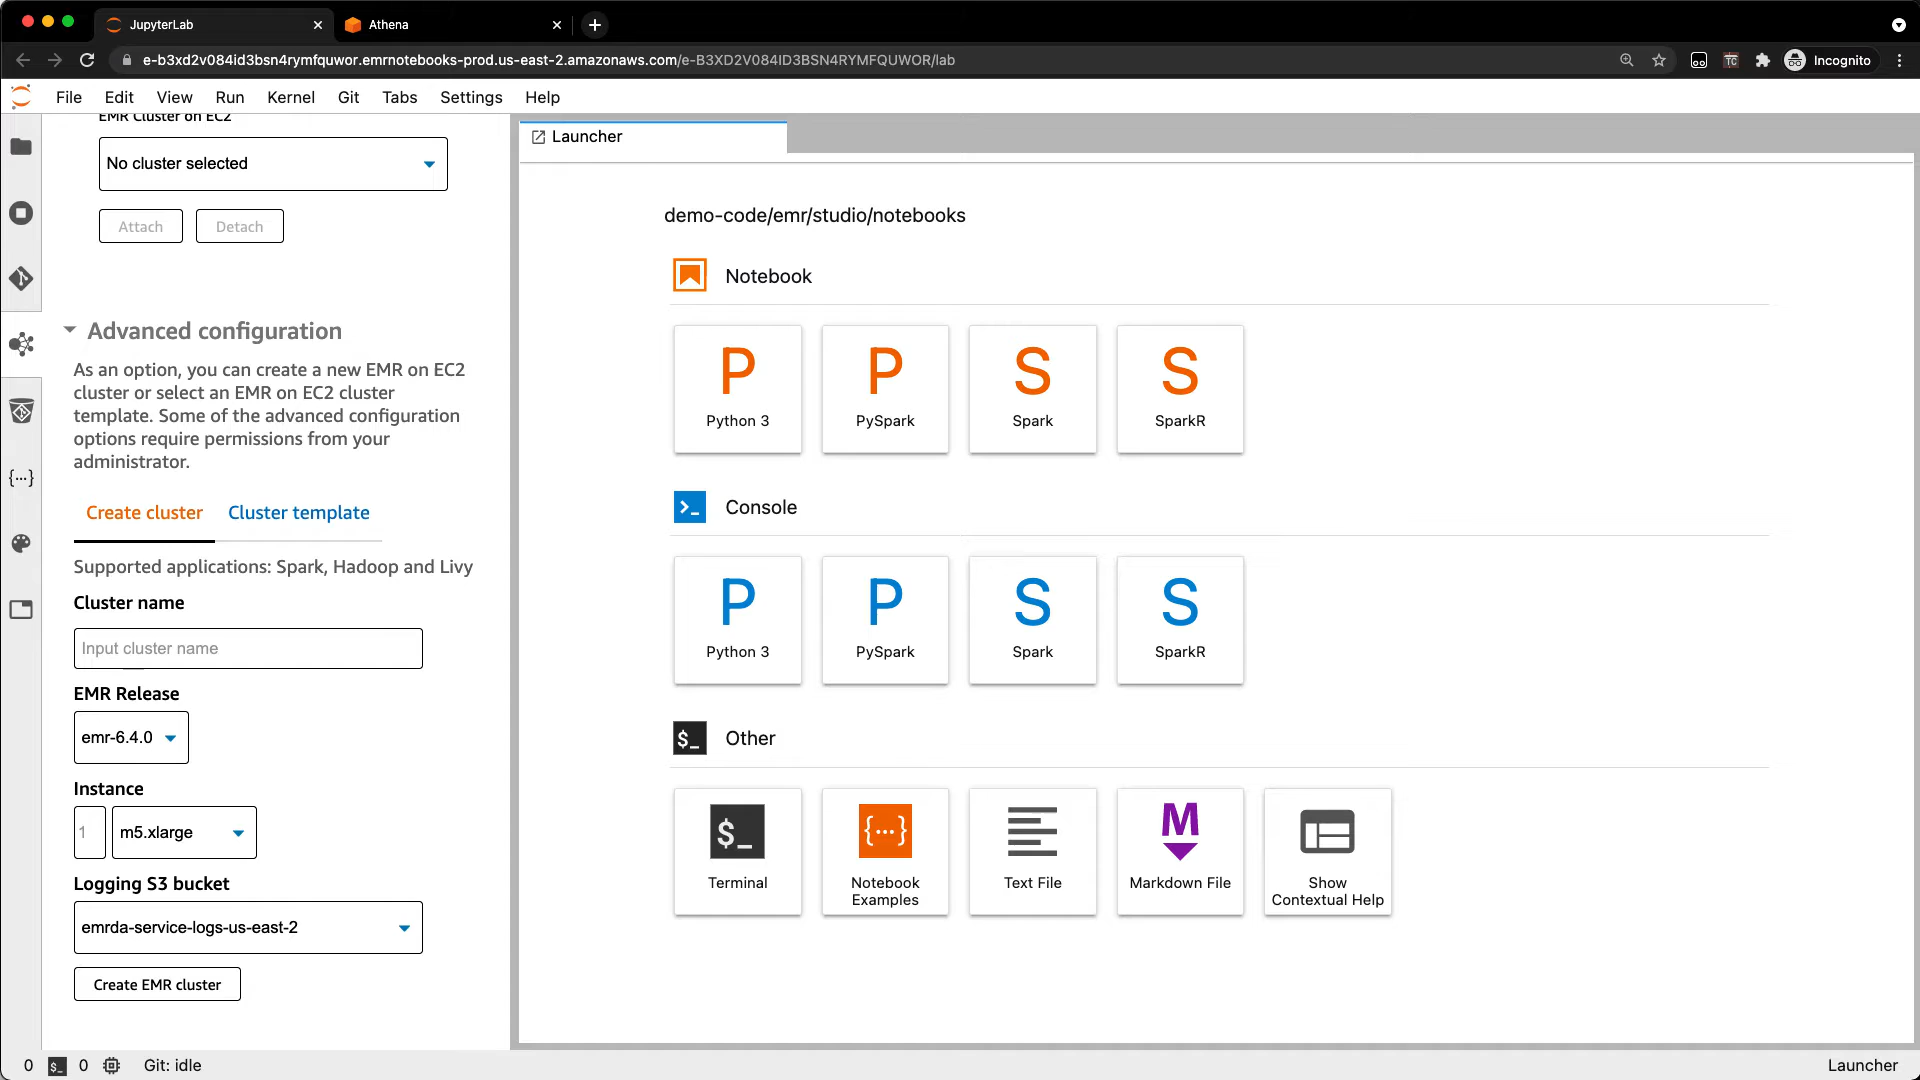 JupyterLab
Athena
e-b3xd2v084id3bsn4rymfquwor.emrnotebooks-prod.us-east-2.amazonaws.com/e-B3XD2V084ID3BSN4RYMFQUWOR/lab
TC
Incognito
File Edit View Run Kernel Git Tabs Settings Help
EMR Cluster on EC2
No cluster selected
Attach Detach
Advanced configuration
As an option, you can create a new EMR on EC2
cluster or select an EMR on EC2 cluster
template. Some of the advanced configuration
options require permissions from your
administrator.
Create cluster Cluster template
Supported applications: Spark, Hadoop and Livy
Cluster name
Input cluster name
EMR Release
emr-6.4.0
Instance
1 m5.xlarge
Logging S3 bucket
emrda-service-logs-us-east-2
Create EMR cluster
Launcher
demo-code/emr/studio/notebooks
Notebook
P P S S
Python 3 PySpark Spark SparkR
Console
P P S S
Python 3 PySpark Spark SparkR
$_ Other
$_ {...} M
Terminal Notebook Examples Text File Markdown File Show Contextual Help
0 $_ 0 Git: idle
Launcher